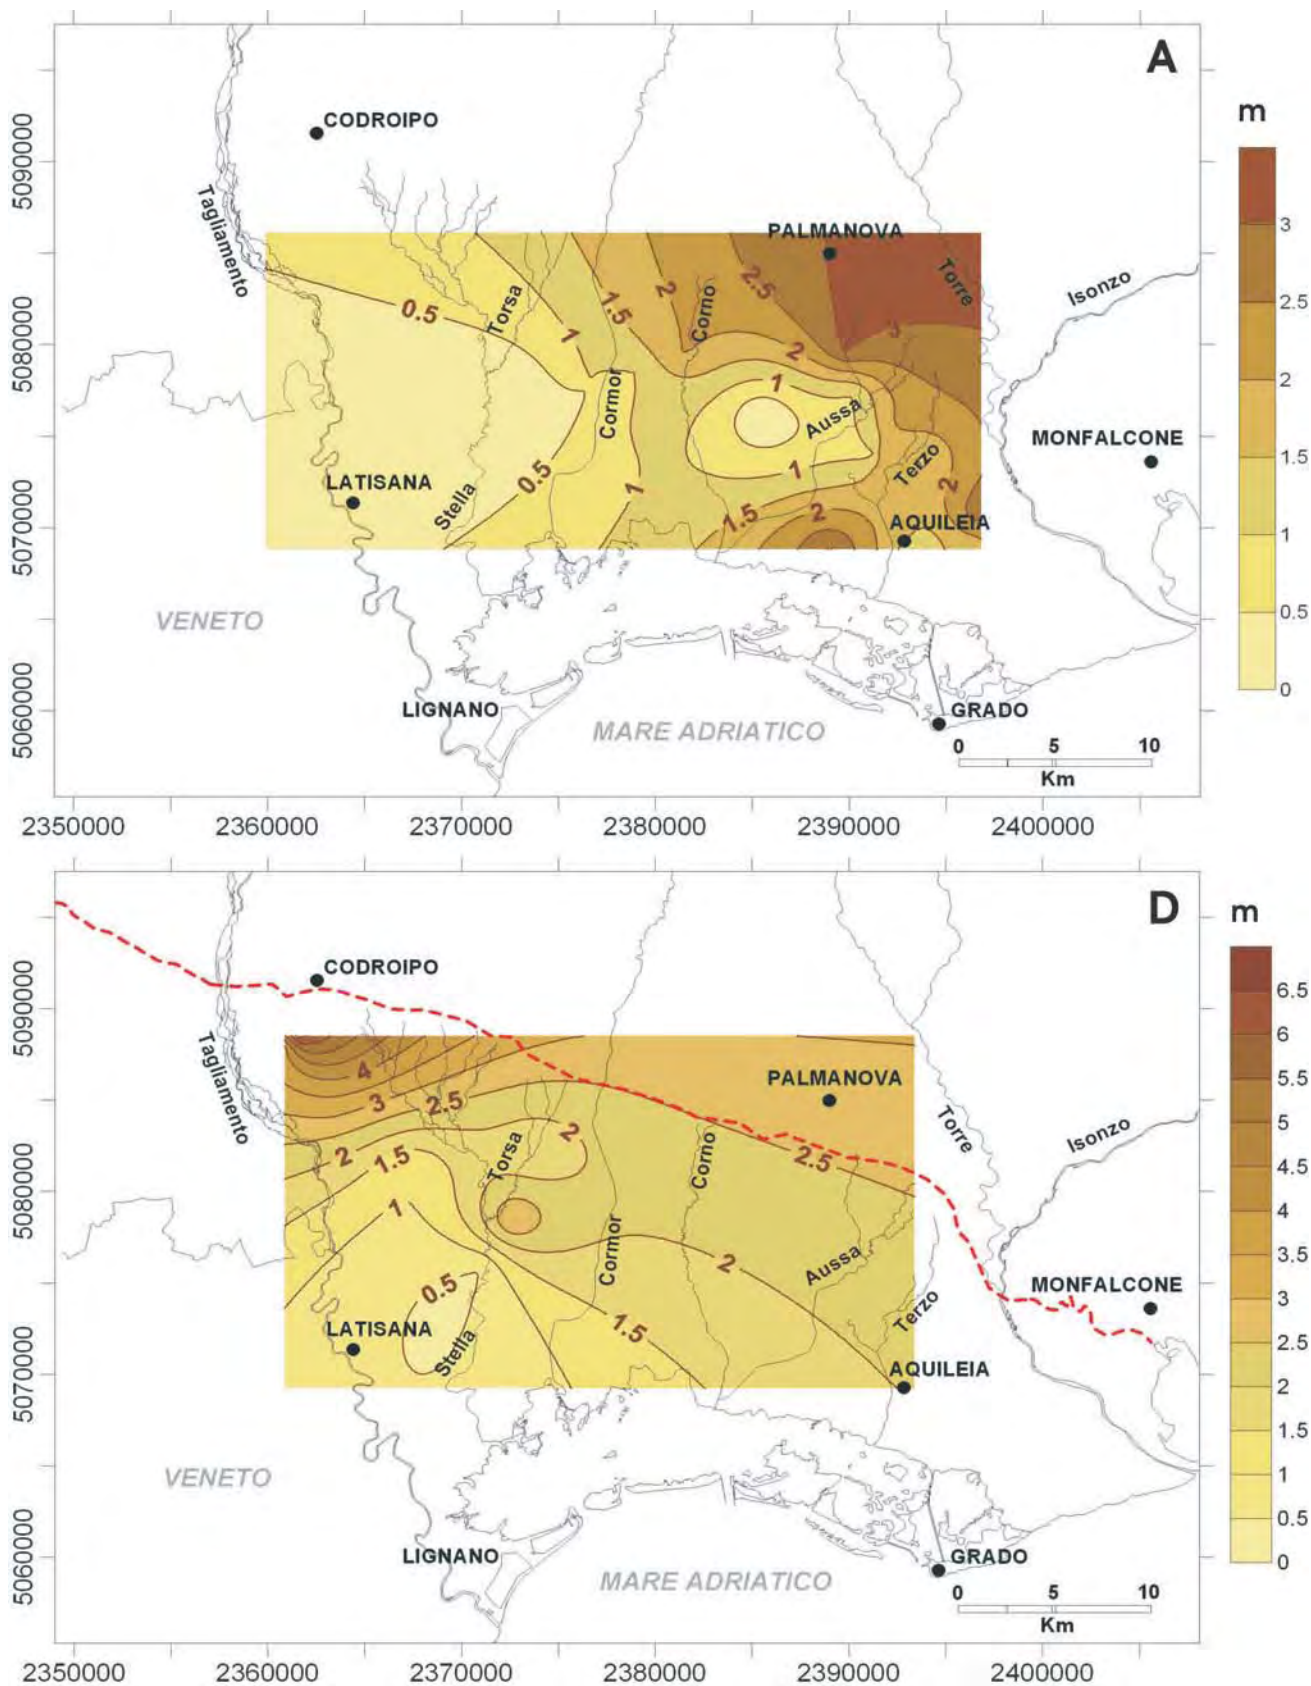 A
m
CODROIPO
5090000
Tagliamento
PALMANOVA
3
Isonzo
Torre
2.5
0.5
Torsa
1.5
2
2.5
Corno
1
3
5080000
2
2
1
Cormor
Aussa
MONFALCONE
1.5
LATISANA
0.5
1
1
Terzo
2
Stella
1.5
2
AQUILEIA
1
5070000
0.5
VENETO
0
5060000
LIGNANO
MARE ADRIATICO
GRADO
0 5 10
Km
2350000 2360000 2370000 2380000 2390000 2400000
D
m
CODROIPO
6.5
5090000
6
Tagliamento
4
PALMANOVA
5.5
3
2.5
5
Torre
Isonzo
2
1.5
2
Torsa
Corno
2.5
4.5
5080000
1
4
Cormor
2
Aussa
3.5
0.5
MONFALCONE
3
LATISANA
1.5
Terzo
2.5
Stella
AQUILEIA
5070000
2
1.5
VENETO
1
0.5
5060000
LIGNANO
MARE ADRIATICO
GRADO
0
0 5 10
Km
2350000 2360000 2370000 2380000 2390000 2400000